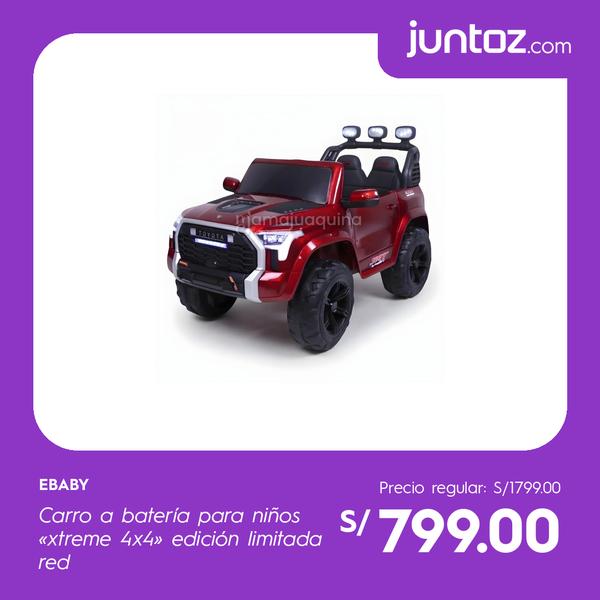 juntoz.com
mamajuaquina
TOYOTA
EBABY
Precio regular: S/1799.00
Carro a batería para niños
«xtreme 4x4» edición limitada
red
S/ 799.00